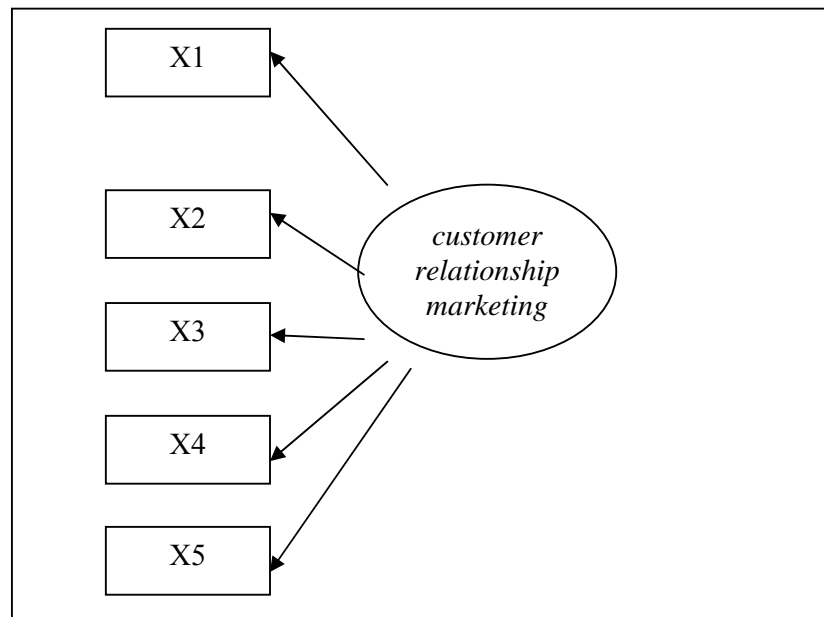 X1
X2
customer
relationship
marketing
X3
X4
X5